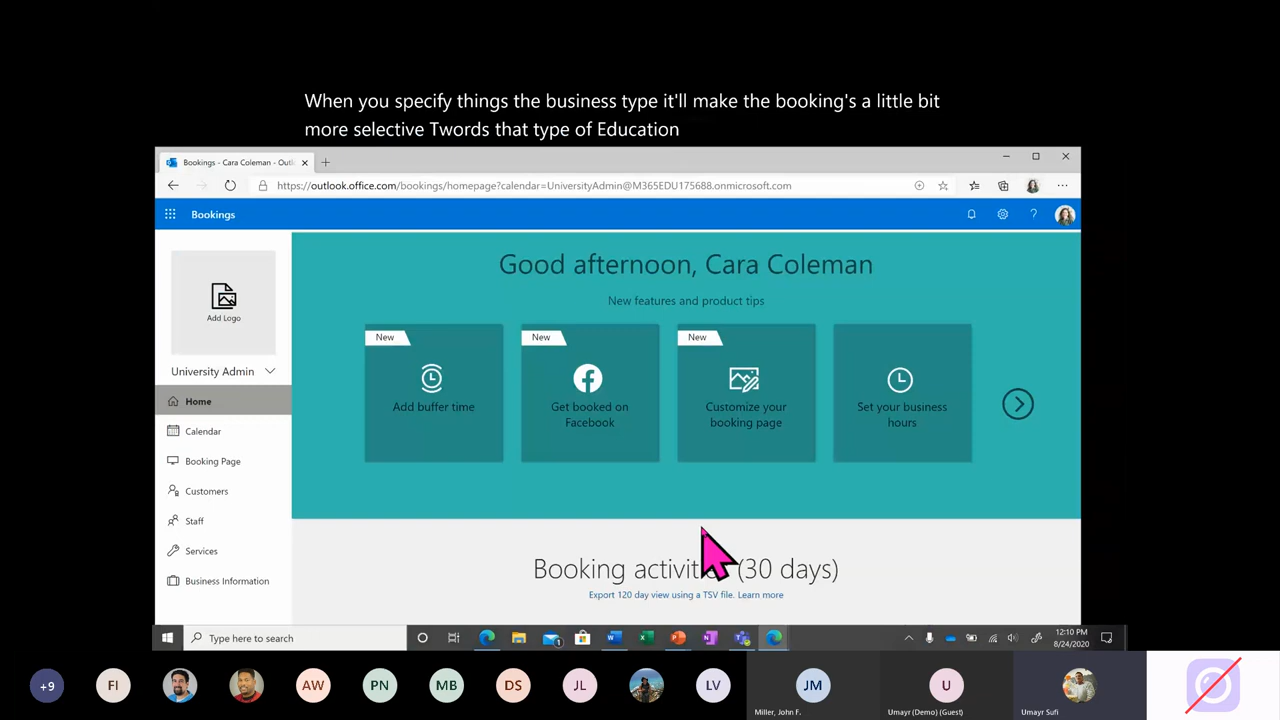 When you specify things the business type it'll make the booking's a little bit
more selective Twords that type of Education
Bookings - Cara Coleman - Outl
https://outlook.office.com/bookings/homepage?calendar=UniversityAdmin@M365EDU175688.onmicrosoft.com
Bookings
Add Logo
University Admin
Home
Calendar
Booking Page
Customers
Staff
Services
Business Information
Good afternoon, Cara Coleman
New features and product tips
New
Add buffer time
New
Get booked on
Facebook
New
Customize your
booking page
Set your business
hours
Booking activities (30 days)
Export 120 day view using a TSV file. Learn more
Type here to search
12:10 PM
8/24/2020
+9
FI
AW
PN
MB
DS
JL
LV
JM
Miller, John F.
U
Umayr (Demo) (Guest)
Umayr Sufi